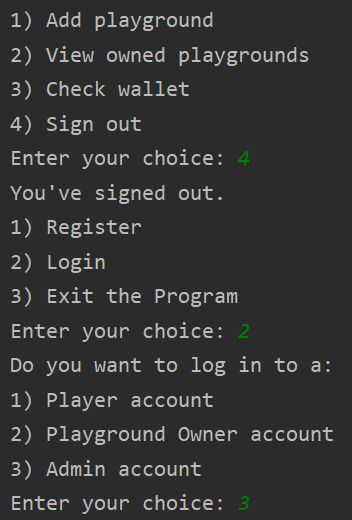 1) Add playground
2) View owned playgrounds
3) Check wallet
4) Sign out
Enter your choice: 4
You've signed out.
1) Register
2) Login
3) Exit the Program
Enter your choice: 2
Do you want to log in to a:
1) Player account
2) Playground Owner account
3) Admin account
Enter your choice: 3